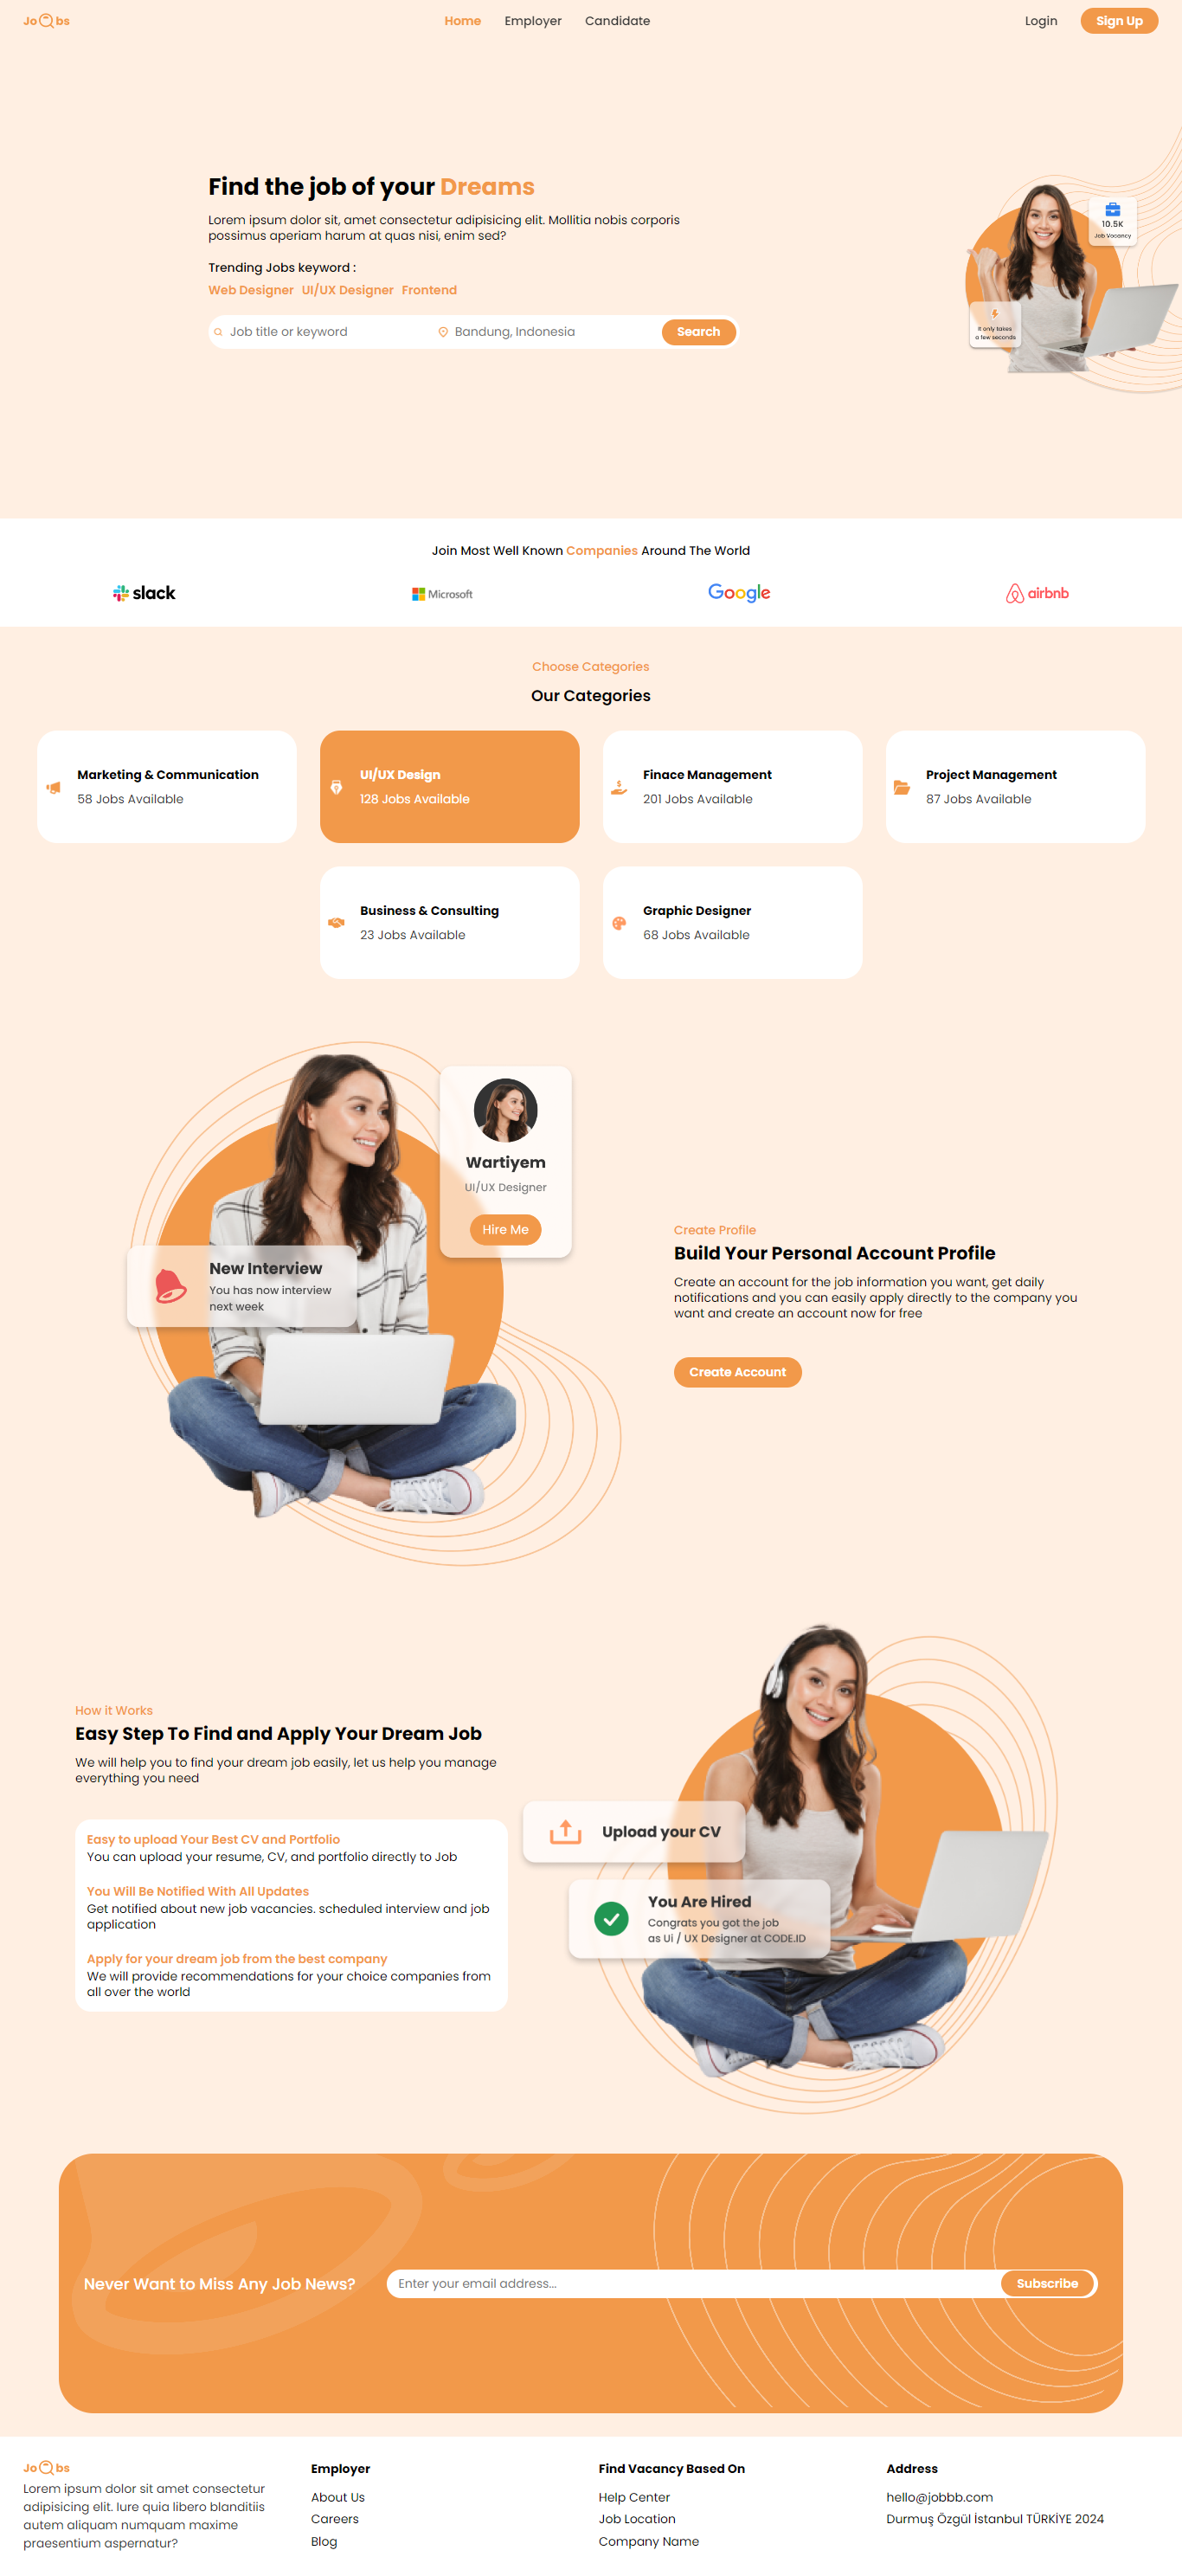 Jo bs
Home Employer Candidate
Login Sign Up
Find the job of your Dreams
Lorem ipsum dolor sit, amet consectetur adipisicing elit. Mollitia nobis corporis
possimus aperiam harum at quas nisi, enim sed?
Trending Jobs keyword :
Web Designer UI/UX Designer Frontend
Job title or keyword Bandung, Indonesia Search
10.5K
Job Vacancy
It only takes
a few seconds
Join Most Well Known Companies Around The World
slack Microsoft Google airbnb
Choose Categories
Our Categories
Marketing & Communication
58 Jobs Available
UI/UX Design
128 Jobs Available
Finace Management
201 Jobs Available
Project Management
87 Jobs Available
Business & Consulting
23 Jobs Available
Graphic Designer
68 Jobs Available
Wartiyem
UI/UX Designer
Hire Me
New Interview
You has now interview
next week
Create Profile
Build Your Personal Account Profile
Create an account for the job information you want, get daily
notifications and you can easily apply directly to the company you
want and create an account now for free
Create Account
How it Works
Easy Step To Find and Apply Your Dream Job
We will help you to find your dream job easily, let us help you manage
everything you need
Easy to upload Your Best CV and Portfolio
You can upload your resume, CV, and portfolio directly to Job
You Will Be Notified With All Updates
Get notified about new job vacancies. scheduled interview and job
application
Apply for your dream job from the best company
We will provide recommendations for your choice companies from
all over the world
Upload your CV
You Are Hired
Congrats you got the job
as Ui / UX Designer at CODE.ID
Never Want to Miss Any Job News?
Enter your email address... Subscribe
Jo bs
Lorem ipsum dolor sit amet consectetur
adipisicing elit. Iure quia libero blanditiis
autem aliquam numquam maxime
praesentium aspernatur?
Employer
About Us
Careers
Blog
Find Vacancy Based On
Help Center
Job Location
Company Name
Address
hello@jobbb.com
Durmuş Özgül İstanbul TÜRKİYE 2024